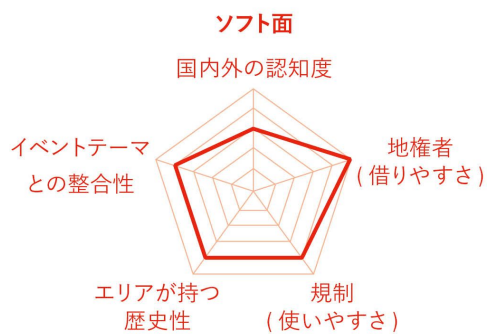 ソフト面
国内外の認知度
イベントテーマ
との整合性
地権者
(借りやすさ)
エリアが持つ
歴史性
規制
(使いやすさ)